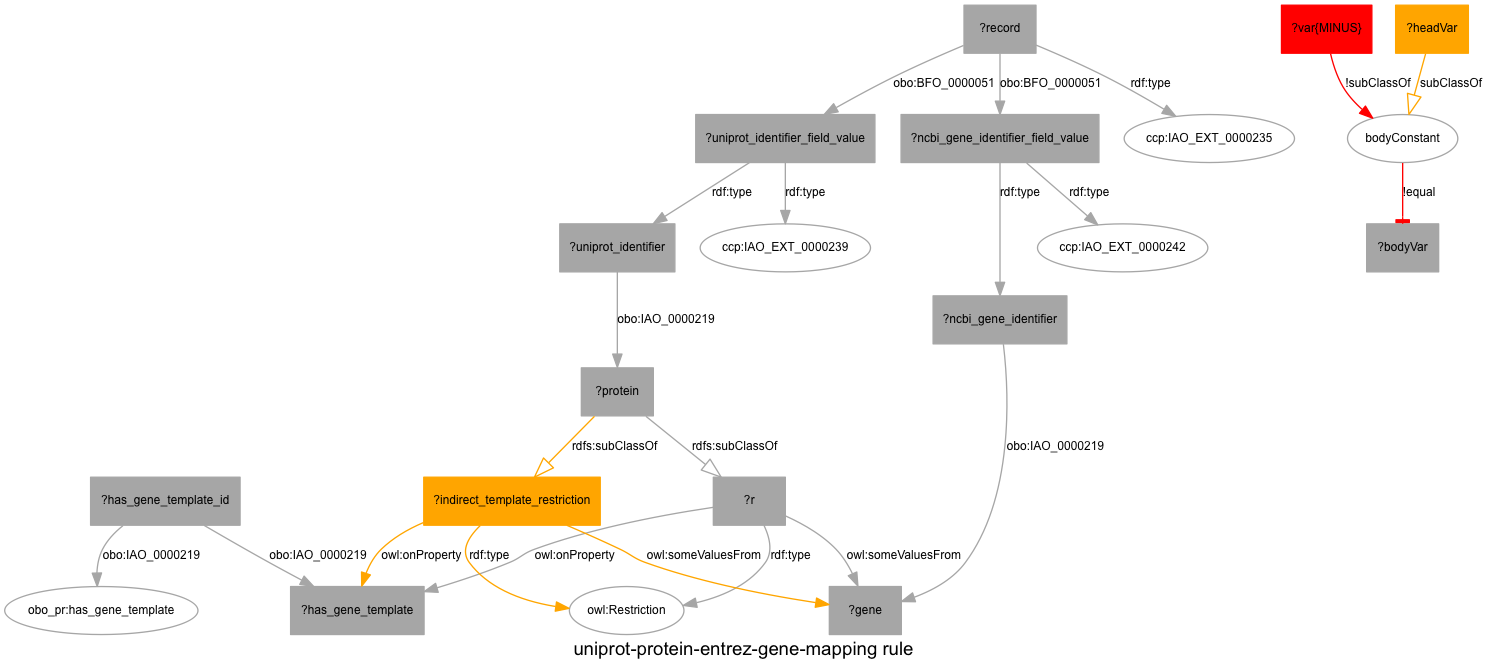 ?record
?var{MINUS}
?headVar
obo:BFO_0000051
obo:BFO_0000051
rdf:type
!subClassOf
subClassOf
?uniprot_identifier_field_value
?ncbi_gene_identifier_field_value
ccp:IAO_EXT_0000235
bodyConstant
rdf:type
rdf:type
rdf:type
rdf:type
!equal
?uniprot_identifier
ccp:IAO_EXT_0000239
ccp:IAO_EXT_0000242
?bodyVar
obo:IAO_0000219
?ncbi_gene_identifier
?protein
rdfs:subClassOf
rdfs:subClassOf
obo:IAO_0000219
?has_gene_template_id
?indirect_template_restriction
?r
obo:IAO_0000219
obo:IAO_0000219
owl:onProperty
rdf:type
owl:onProperty
owl:someValuesFrom
rdf:type
owl:someValuesFrom
obo_pr:has_gene_template
?has_gene_template
owl:Restriction
?gene
uniprot-protein-entrez-gene-mapping rule